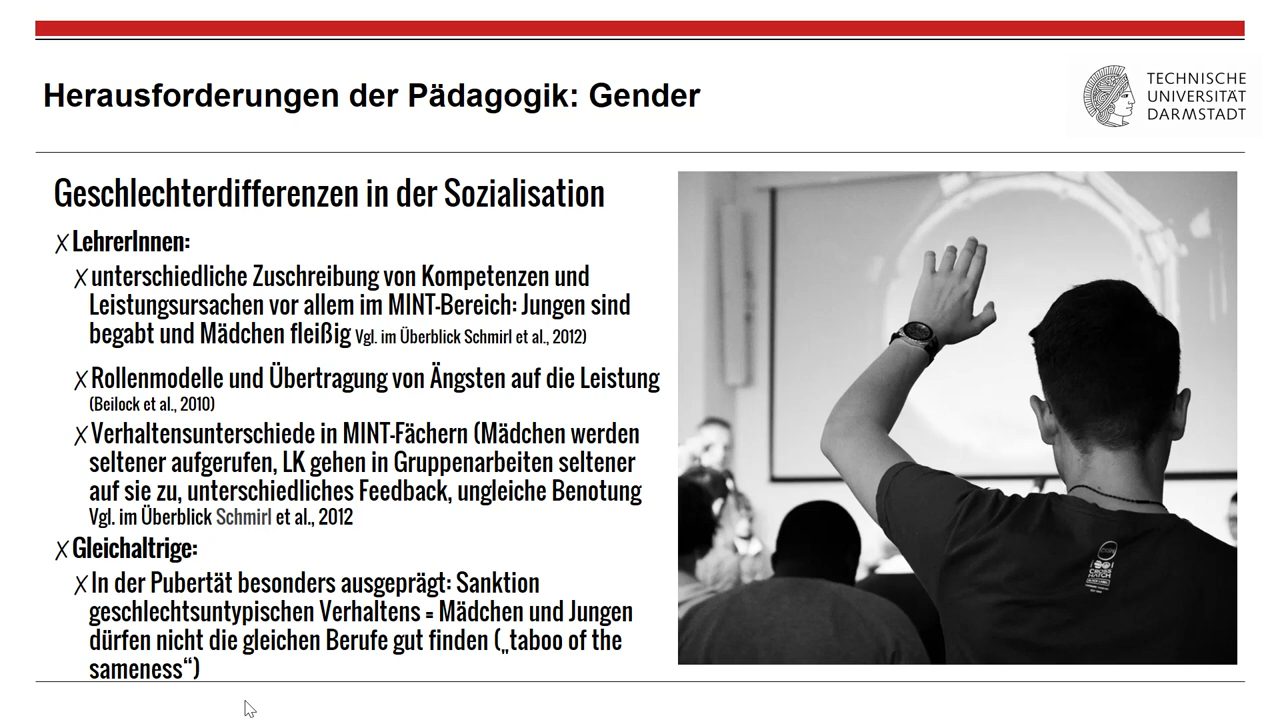 Herausforderungen der Pädagogik: Gender
TECHNISCHE
UNIVERSITÄT
DARMSTADT
Geschlechterdifferenzen in der Sozialisation
LehrerInnen:
unterschiedliche Zuschreibung von Kompetenzen und
Leistungsursachen vor allem im MINT-Bereich: Jungen sind
begabt und Mädchen fleißig Vgl. im Überblick Schmirl et al., 2012)
Rollenmodelle und Übertragung von Ängsten auf die Leistung
(Beilock et al., 2010)
Verhaltensunterschiede in MINT-Fächern (Mädchen werden
seltener aufgerufen, LK gehen in Gruppenarbeiten seltener
auf sie zu, unterschiedliches Feedback, ungleiche Benotung
Vgl. im Überblick Schmirl et al., 2012
Gleichaltrige:
In der Pubertät besonders ausgeprägt: Sanktion
geschlechtsuntypischen Verhaltens = Mädchen und Jungen
dürfen nicht die gleichen Berufe gut finden („taboo of the
sameness“)